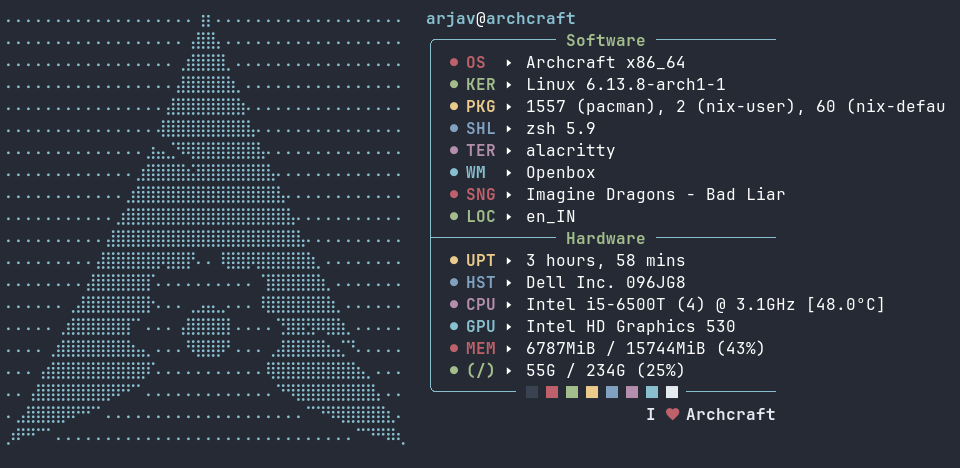 arjav@archcraft
Software
OS Archcraft x86_64
KER Linux 6.13.8-arch1-1
PKG 1557 (pacman), 2 (nix-user), 60 (nix-defau
SHL zsh 5.9
TER alacritty
WM Openbox
SNG Imagine Dragons - Bad Liar
LOC en_IN
Hardware
UPT 3 hours, 58 mins
HST Dell Inc. 096JG8
CPU Intel i5-6500T (4) @ 3.1GHz [48.0°C]
GPU Intel HD Graphics 530
MEM 6787MiB / 15744MiB (43%)
(/) 55G / 234G (25%)
I ♥ Archcraft